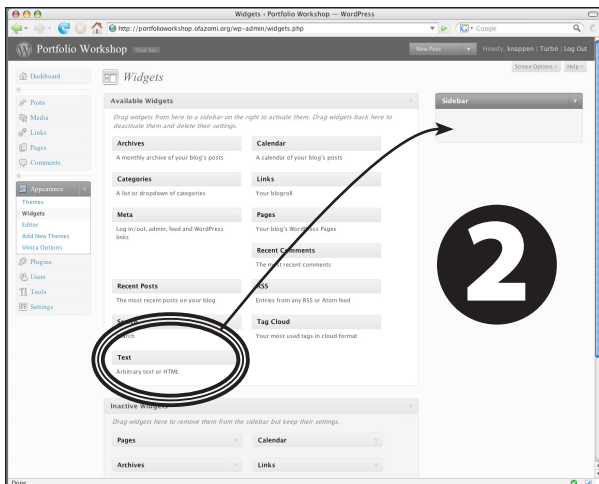 Widgets ‹ Portfolio Workshop — WordPress
http://portfolioworkshop.ofazomi.org/wp-admin/widgets.php
Google
Portfolio Workshop
Visit Site
New Post
Howdy, knappen | Turbo | Log Out
Screen Options
Help
Dashboard
Posts
Media
Links
Pages
Comments
Appearance
Themes
Widgets
Editor
Add New Themes
Vinica Options
Plugins
Users
Tools
Settings
Widgets
Available Widgets
Drag widgets from here to a sidebar on the right to activate them. Drag widgets back here to
deactivate them and delete their settings.
Archives
A monthly archive of your blog's posts
Calendar
A calendar of your blog's posts
Categories
A list or dropdown of categories
Links
Your blogroll
Meta
Log in/out, admin, feed and WordPress
links
Pages
Your blog's WordPress Pages
Recent Comments
The most recent comments
Recent Posts
The most recent posts on your blog
RSS
Entries from any RSS or Atom feed
Search
Search
Tag Cloud
Your most used tags in cloud format
Text
Arbitrary text or HTML
Inactive Widgets
Drag widgets here to remove them from the sidebar but keep their settings.
Pages
Calendar
Archives
Links
Sidebar
2
Done